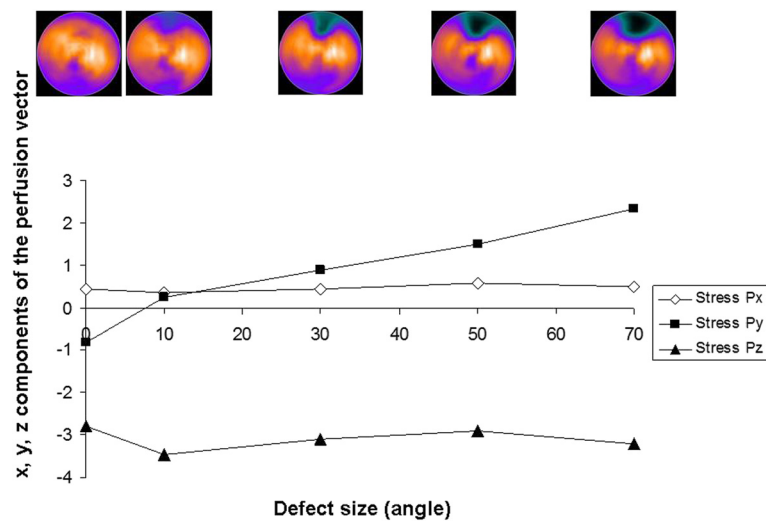 x, y, z components of the perfusion vector
3
2
1
0
-1
-2
-3
-4
0 10 20 30 40 50 60 70
Stress Px
Stress Py
Stress Pz
Defect size (angle)